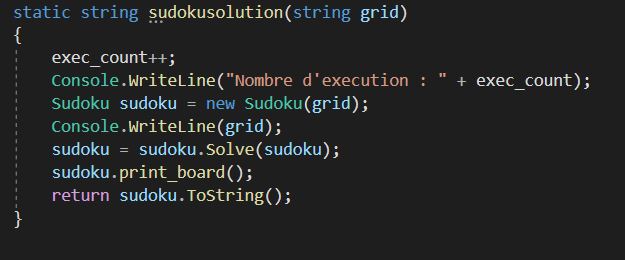 static string sudokusolution(string grid)
{
exec_count++;
Console.WriteLine("Nombre d'execution : " + exec_count);
Sudoku sudoku = new Sudoku(grid);
Console.WriteLine(grid);
sudoku = sudoku.Solve(sudoku);
sudoku.print_board();
return sudoku.ToString();
}